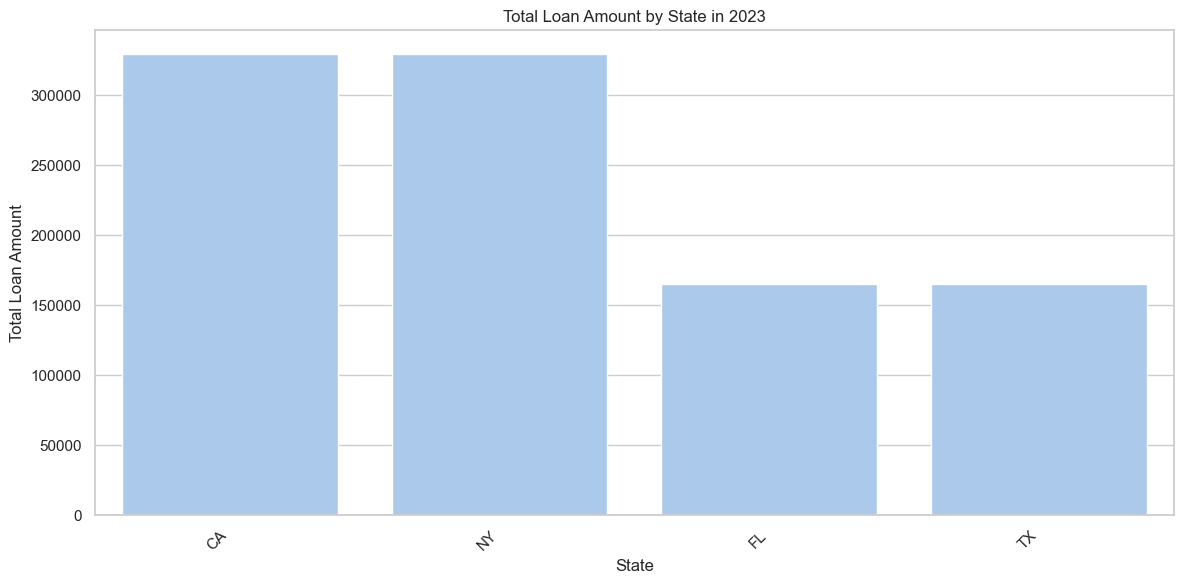 Total Loan Amount by State in 2023
Total Loan Amount
300000
250000
200000
150000
100000
50000
0
CA
NY
FL
TX
State